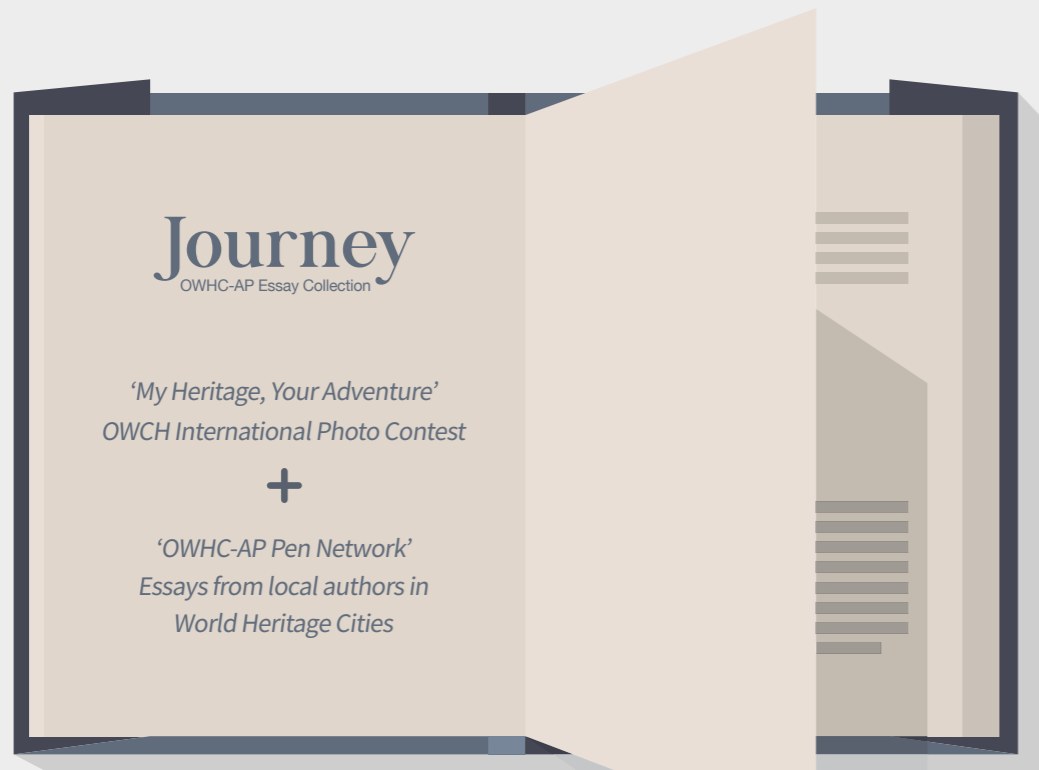 Journey
OWHC-AP Essay Collection
‘My Heritage, Your Adventure’
OWCH International Photo Contest
+
‘OWHC-AP Pen Network’
Essays from local authors in
World Heritage Cities